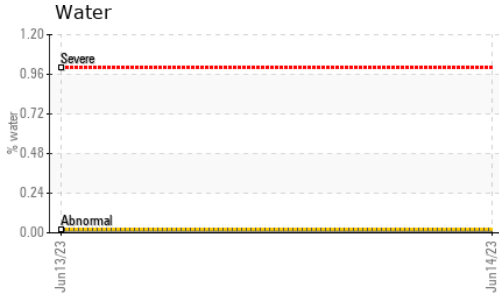 Water
1.20
Severe
0.96
0.72
% water
0.48
0.24
Abnormal
0.00
Jun13/23
Jun14/23